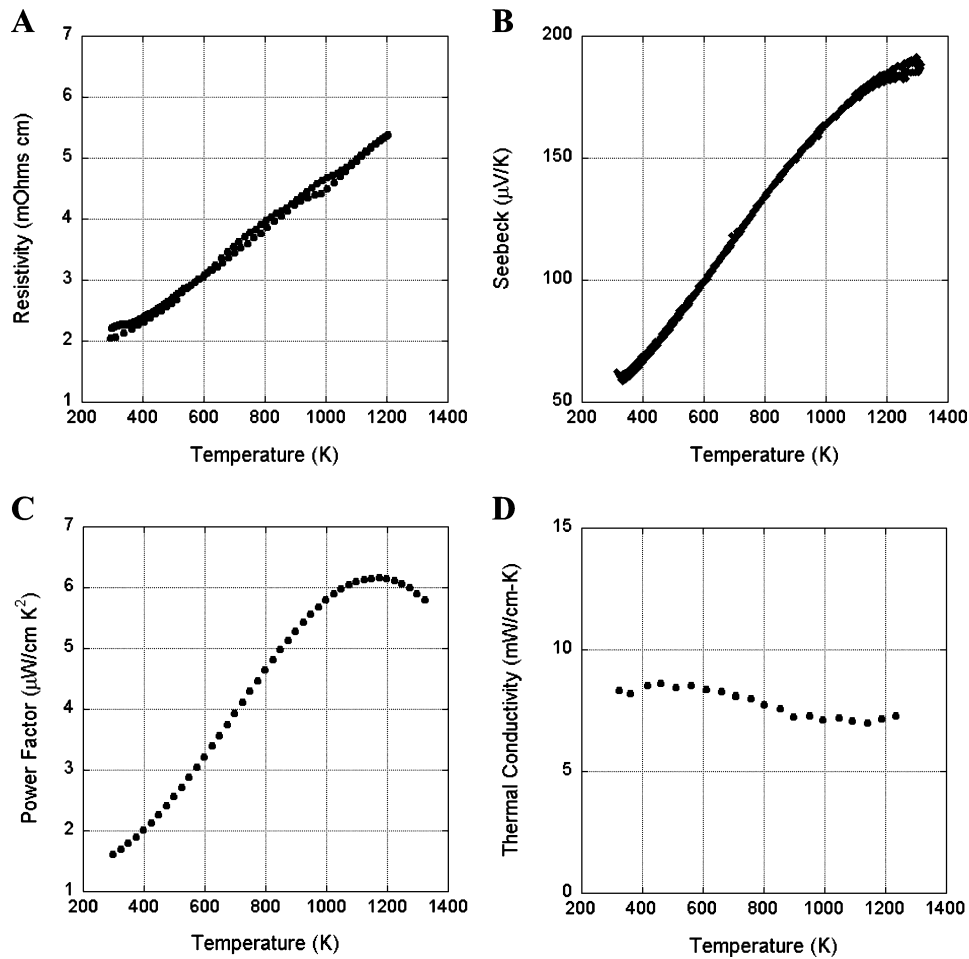 A
7
6
5
4
3
2
1
Resistivity (mOhms cm)
200 400 600 800 1000 1200 1400
Temperature (K)
B
200
150
100
50
Seebeck (μV/K)
200 400 600 800 1000 1200 1400
Temperature (K)
C
7
6
5
4
3
2
1
Power Factor (μW/cm K²)
200 400 600 800 1000 1200 1400
Temperature (K)
D
15
10
5
0
Thermal Conductivity (mW/cm-K)
200 400 600 800 1000 1200 1400
Temperature (K)